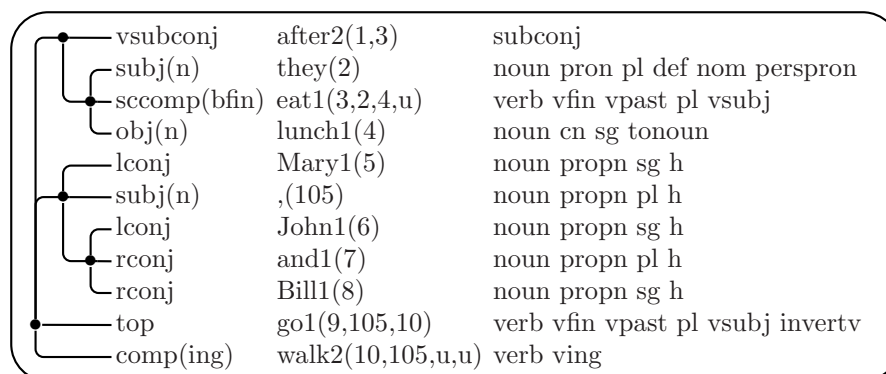 vsubconj after2(1,3) subconj
subj(n) they(2) noun pron pl def nom perspron
sccomp(bfin) eat1(3,2,4,u) verb vfin vpast pl vsubj
obj(n) lunch1(4) noun cn sg tonoun
lconj Mary1(5) noun propn sg h
subj(n) ,(105) noun propn pl h
lconj John1(6) noun propn sg h
rconj and1(7) noun propn pl h
rconj Bill1(8) noun propn sg h
top go1(9,105,10) verb vfin vpast pl vsubj invertv
comp(ing) walk2(10,105,u,u) verb ving